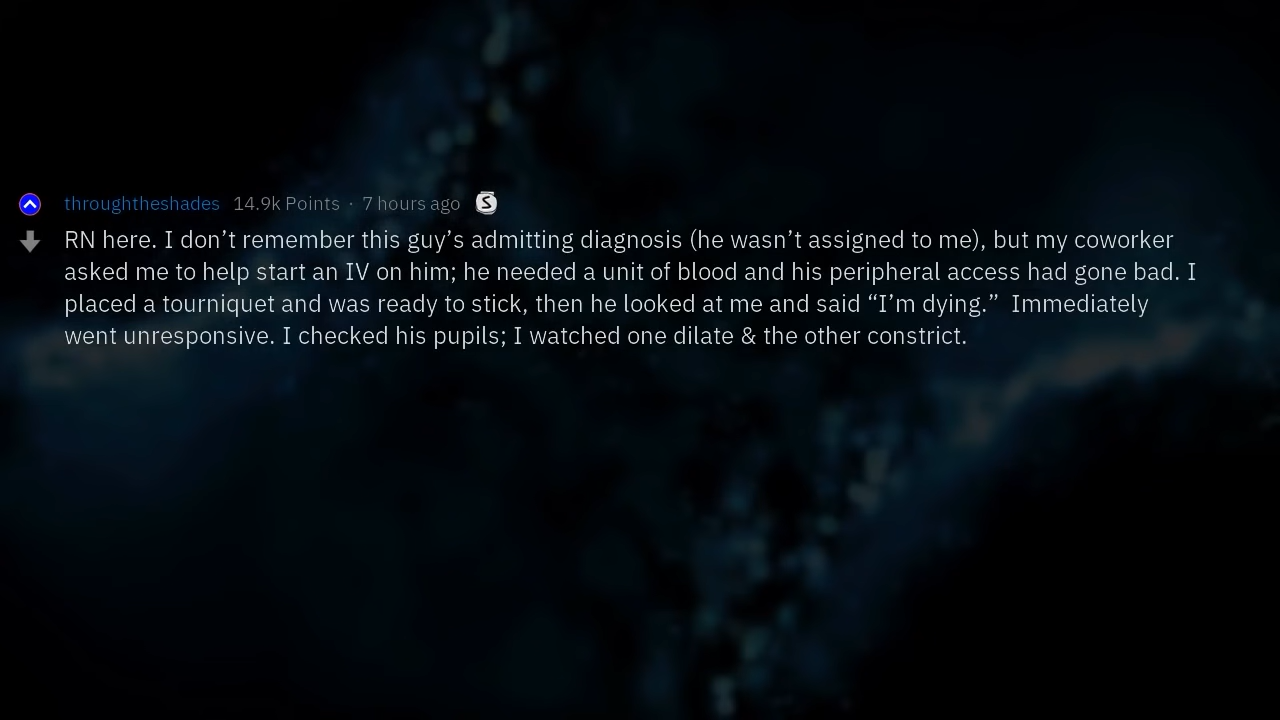 throughtheshades 14.9k Points · 7 hours ago S
RN here. I don’t remember this guy’s admitting diagnosis (he wasn’t assigned to me), but my coworker
asked me to help start an IV on him; he needed a unit of blood and his peripheral access had gone bad. I
placed a tourniquet and was ready to stick, then he looked at me and said “I’m dying.”  Immediately
went unresponsive. I checked his pupils; I watched one dilate & the other constrict.